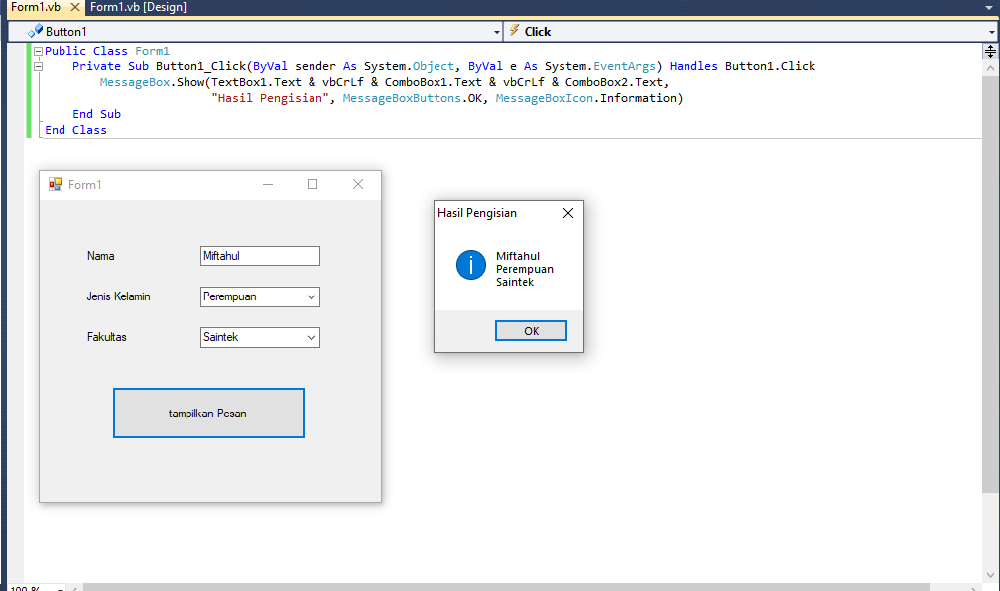 Form1.vb Form1.vb [Design]
Button1 Click
Public Class Form1
Private Sub Button1_Click(ByVal sender As System.Object, ByVal e As System.EventArgs) Handles Button1.Click
MessageBox.Show(TextBox1.Text & vbCrLf & ComboBox1.Text & vbCrLf & ComboBox2.Text,
"Hasil Pengisian", MessageBoxButtons.OK, MessageBoxIcon.Information)
End Sub
End Class
Form1
Nama Miftahul
Jenis Kelamin Perempuan
Fakultas Saintek
tampilkan Pesan
Hasil Pengisian
Miftahul
Perempuan
Saintek
OK
100 %